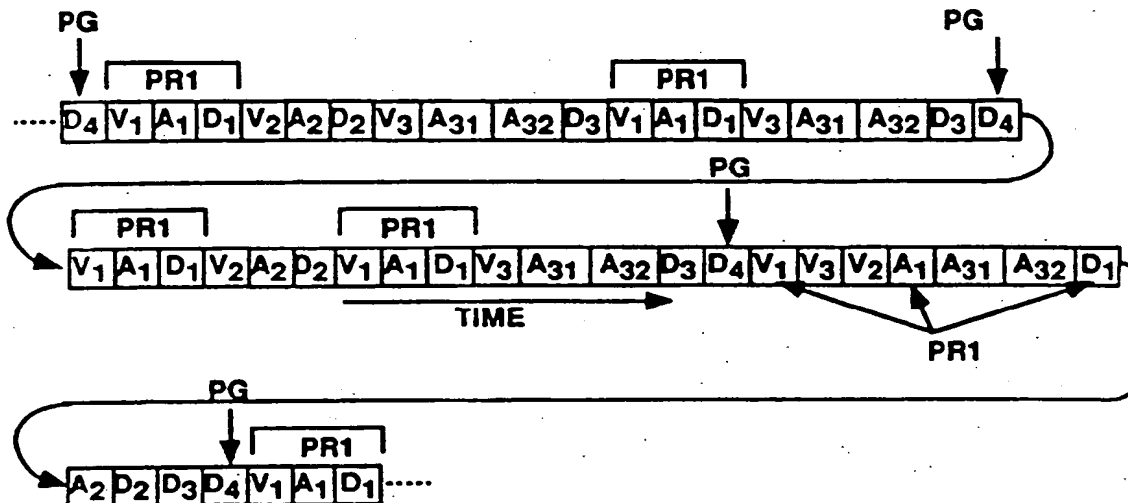 PG PG
PR1 PR1
..... D4 V1 A1 D1 V2 A2 D2 V3 A31 A32 D3 V1 A1 D1 V3 A31 A32 D3 D4
PG
PR1 PR1
V1 A1 D1 V2 A2 D2 V1 A1 D1 V3 A31 A32 D3 D4 V1 V3 V2 A1 A31 A32 D1
TIME
PR1
PG
PR1
A2 D2 D3 D4 V1 A1 D1 .....